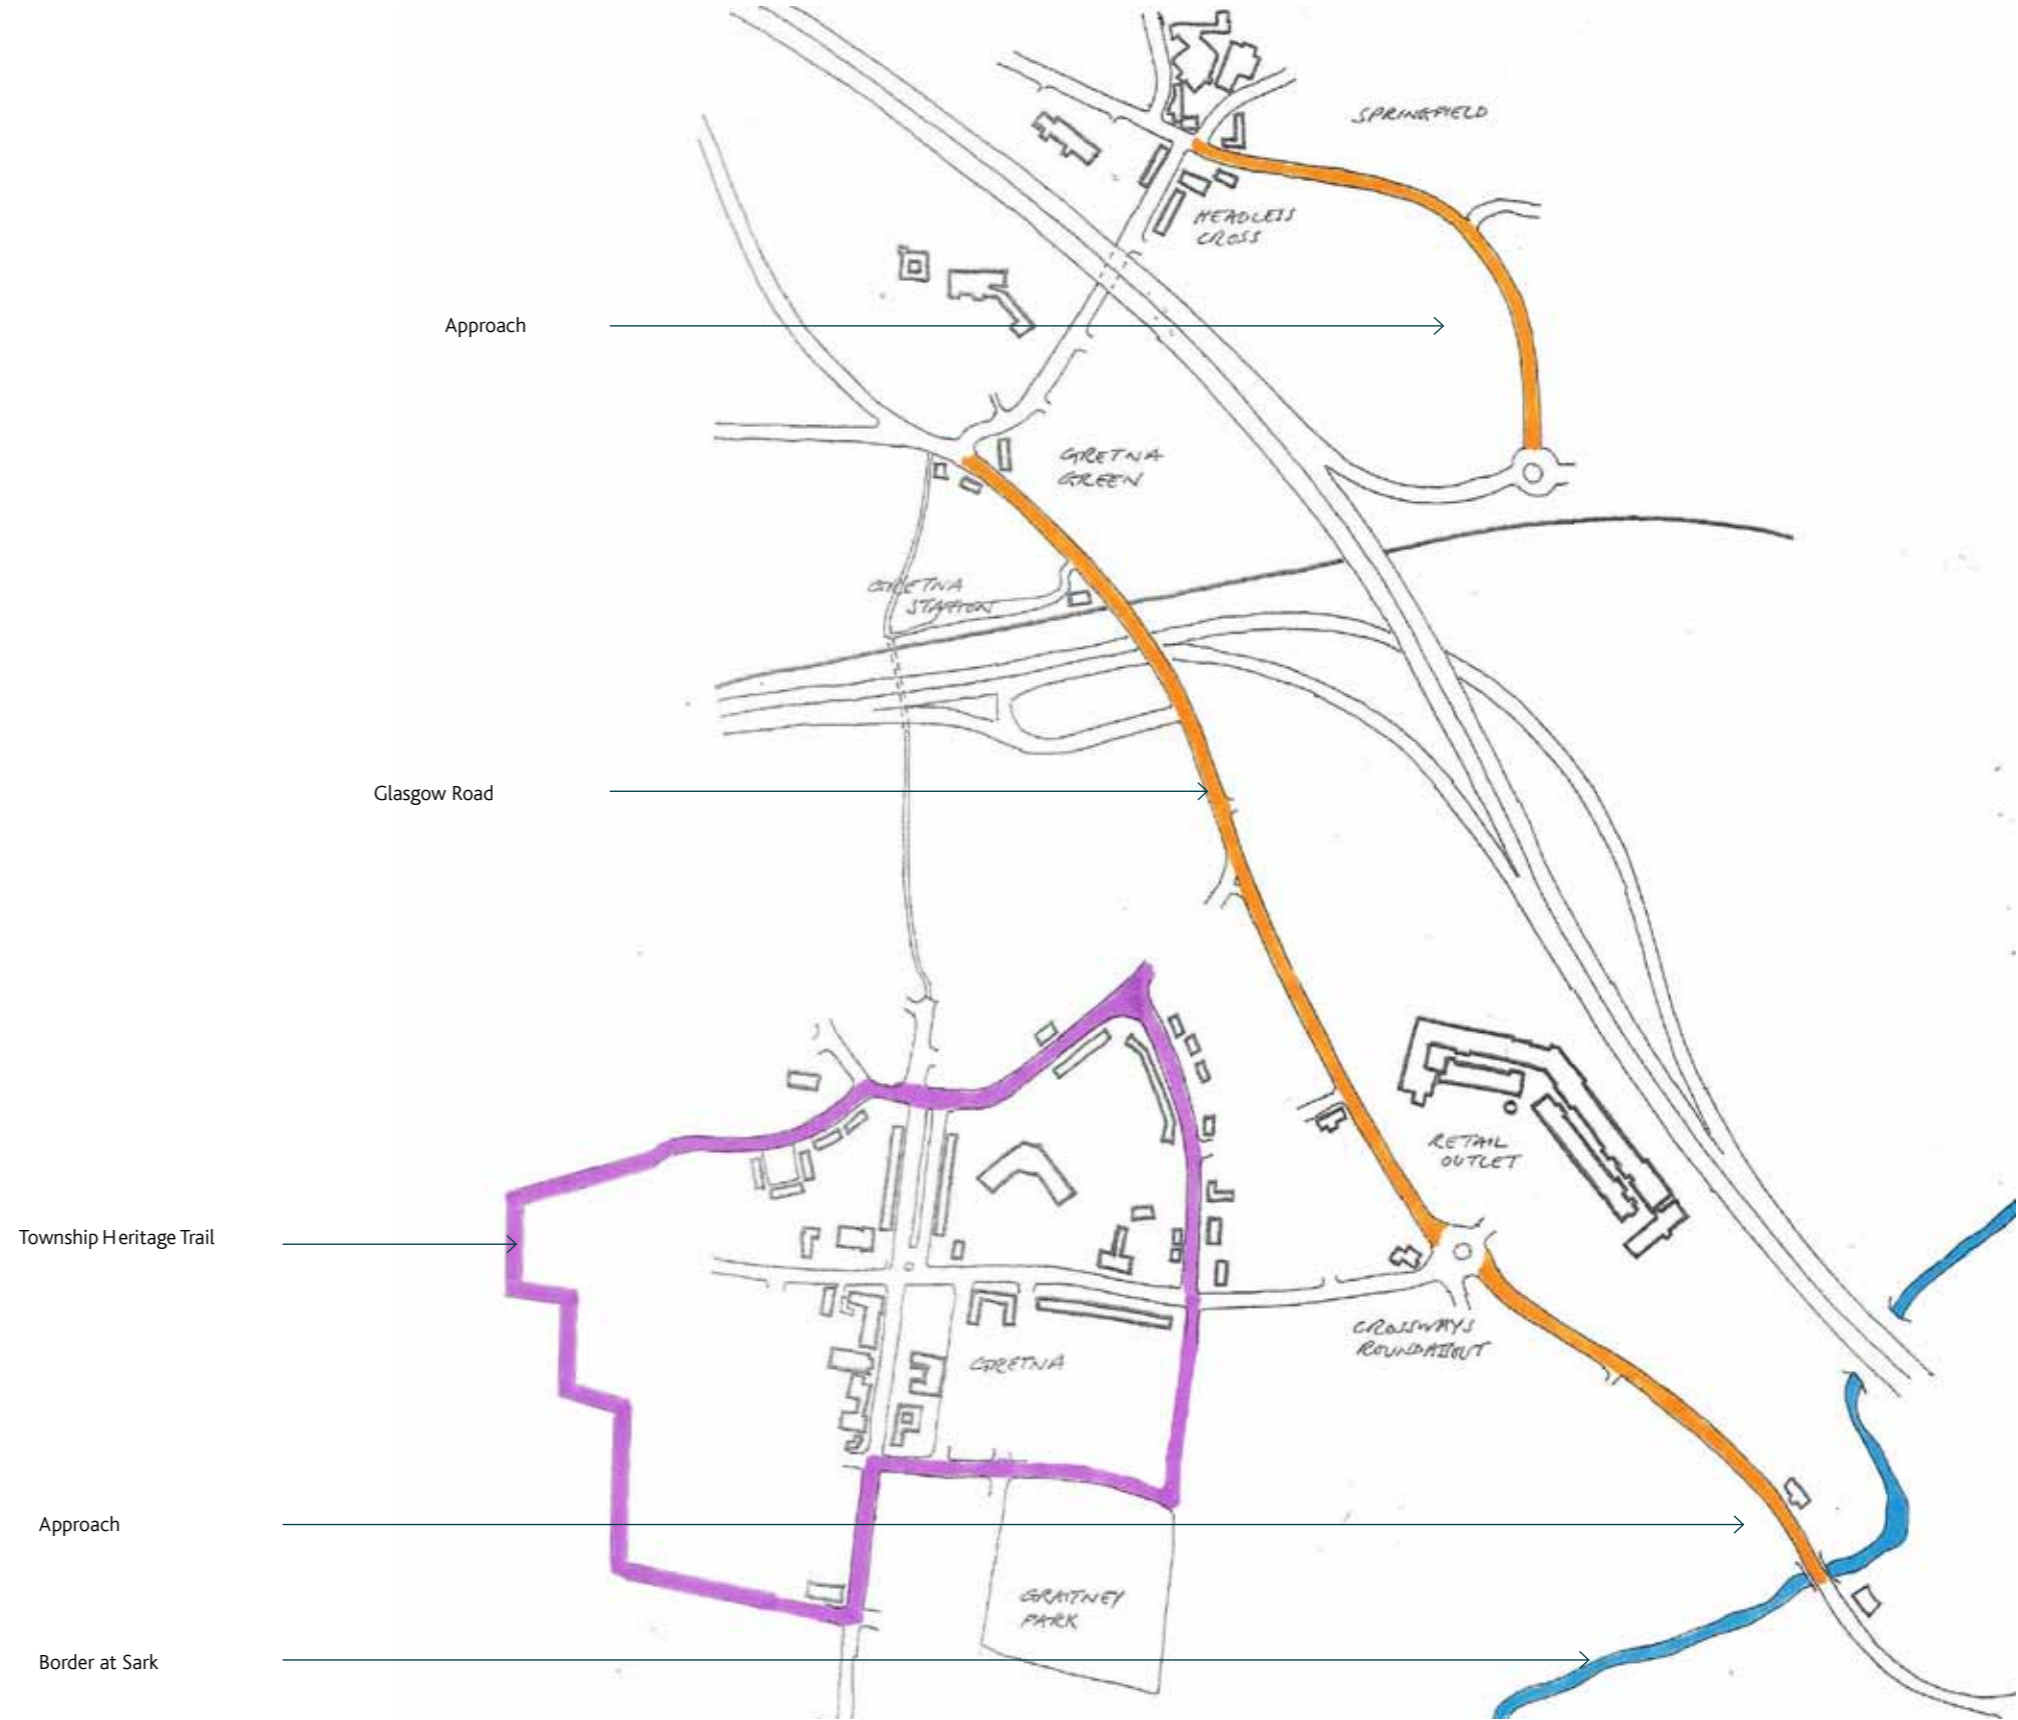 SPRINGFIELD
HEADLESS
CROSS
Approach
GRETNA
GREEN
GRETNA
STATION
Glasgow Road
RETAIL
OUTLET
Township Heritage Trail
CROSSWAYS
ROUNDABOUT
GRETNA
Approach
GRAITNEY
PARK
Border at Sark